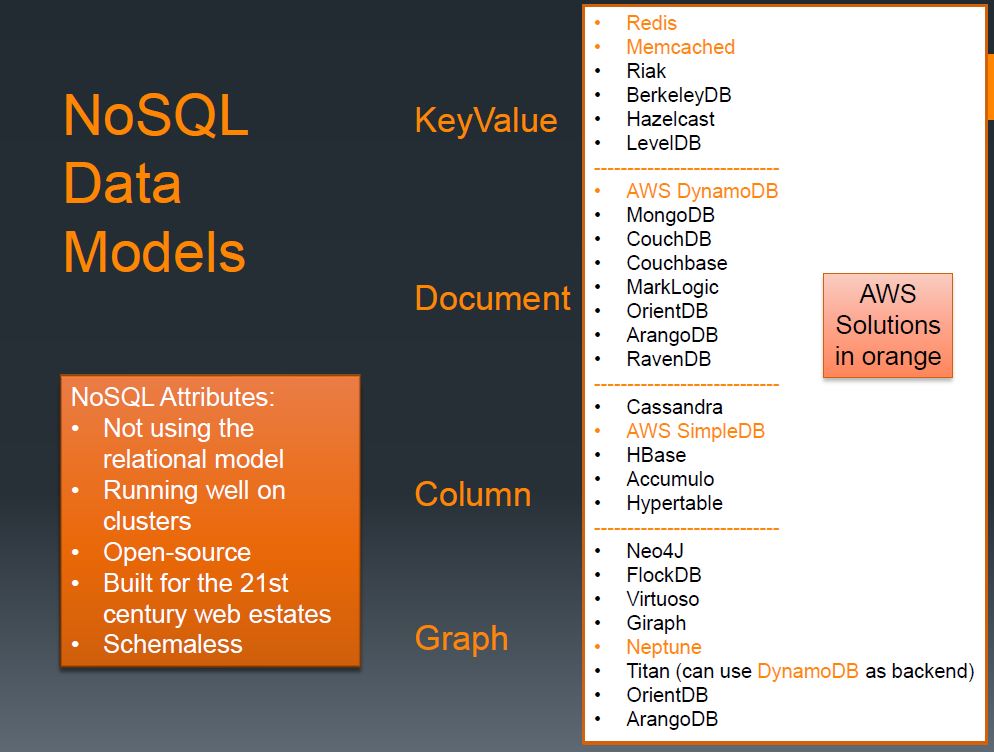 NoSQL
Data
Models
NoSQL Attributes:
• Not using the
relational model
• Running well on
clusters
• Open-source
• Built for the 21st
century web estates
• Schemaless
KeyValue
• Redis
• Memcached
• Riak
• BerkeleyDB
• Hazelcast
• LevelDB
----------------------------
Document
• AWS DynamoDB
• MongoDB
• CouchDB
• Couchbase
• MarkLogic
• OrientDB
• ArangoDB
• RavenDB
----------------------------
Column
• Cassandra
• AWS SimpleDB
• HBase
• Accumulo
• Hypertable
----------------------------
Graph
• Neo4J
• FlockDB
• Virtuoso
• Giraph
• Neptune
• Titan (can use DynamoDB as backend)
• OrientDB
• ArangoDB
AWS
Solutions
in orange